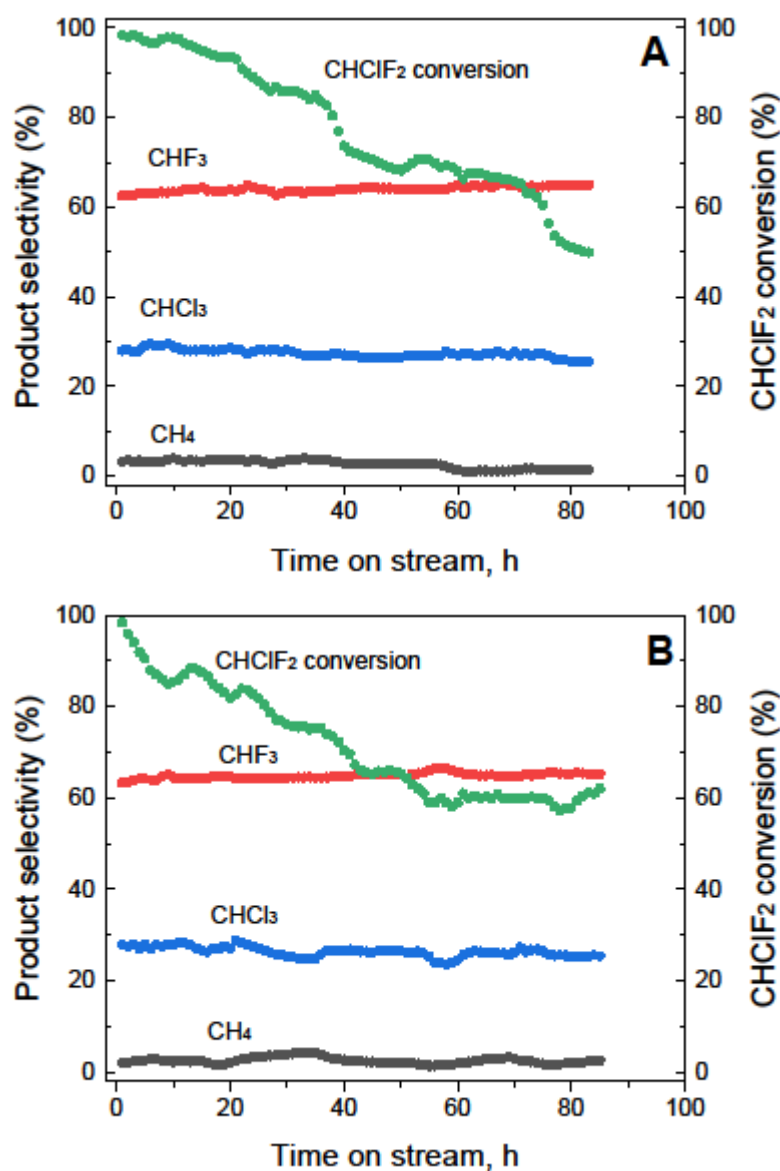 A
CHClF₂ conversion
CHF₃
CHCl₃
CH₄
Product selectivity (%)
CHClF₂ conversion (%)
100
80
60
40
20
0
100
80
60
40
20
0
0
20
40
60
80
100
Time on stream, h
B
CHClF₂ conversion
CHF₃
CHCl₃
CH₄
Product selectivity (%)
CHClF₂ conversion (%)
100
80
60
40
20
0
100
80
60
40
20
0
0
20
40
60
80
100
Time on stream, h